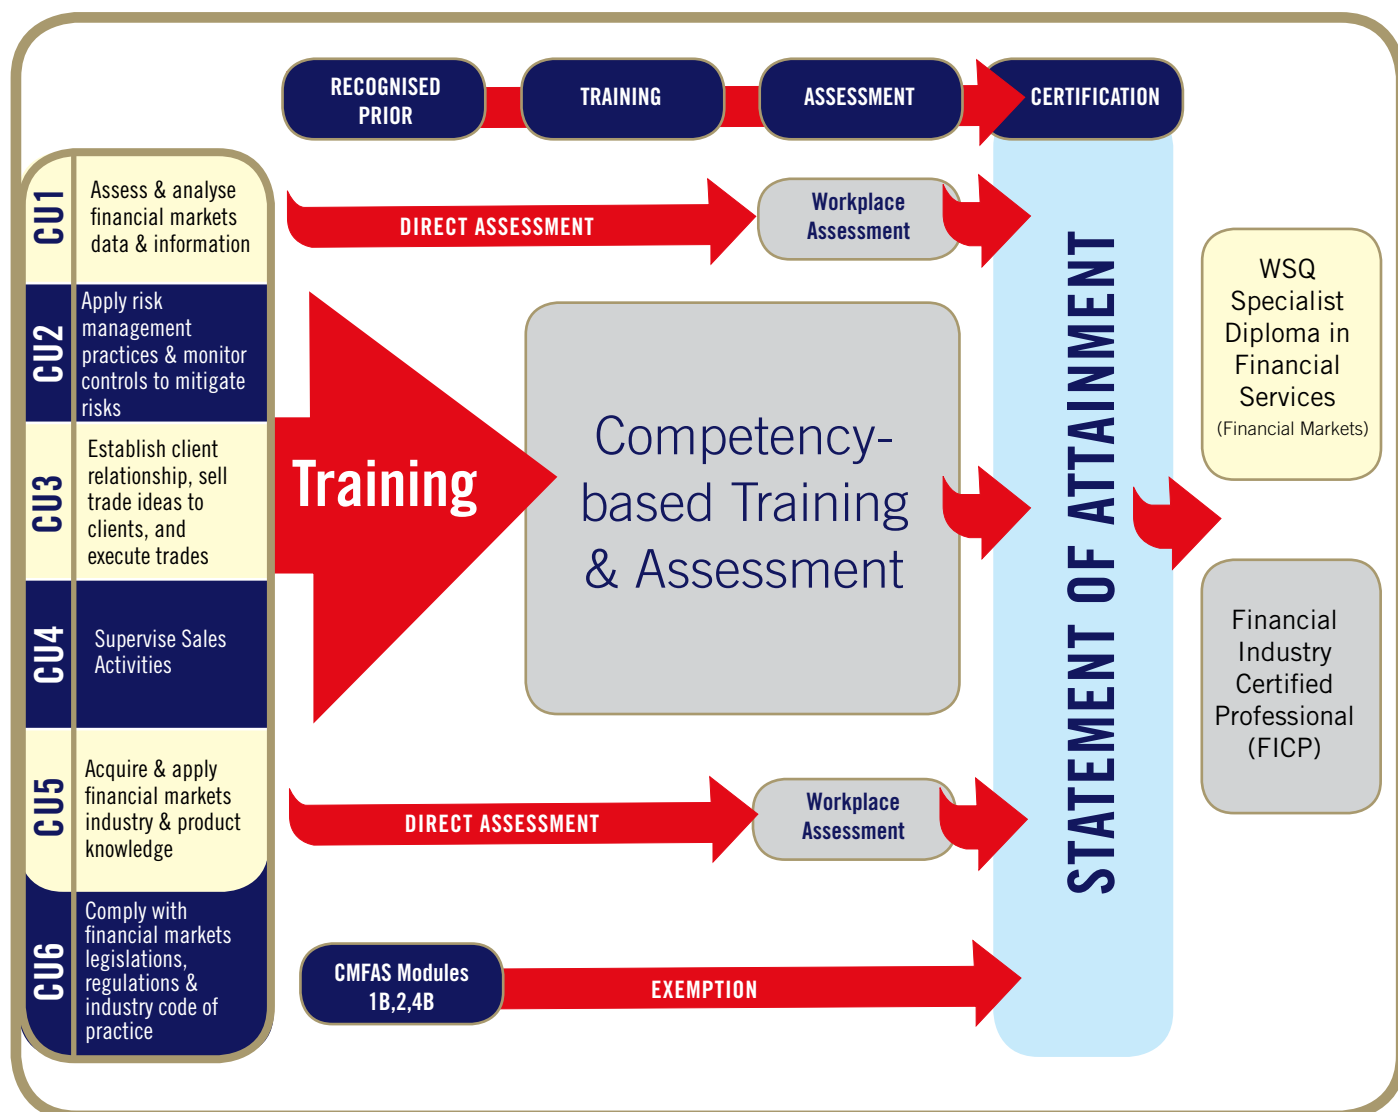 RECOGNISED
PRIOR
TRAINING
ASSESSMENT
CERTIFICATION
CU1
Assess & analyse
financial markets
data & information
DIRECT ASSESSMENT
Workplace
Assessment
CU2
Apply risk
management
practices & monitor
controls to mitigate
risks
CU3
Establish client
relationship, sell
trade ideas to
clients, and
execute trades
Training
Competency-
based Training
& Assessment
CU4
Supervise Sales
Activities
CU5
Acquire & apply
financial markets
industry & product
knowledge
DIRECT ASSESSMENT
Workplace
Assessment
CU6
Comply with
financial markets
legislations,
regulations &
industry code of
practice
CMFAS Modules
1B,2,4B
EXEMPTION
STATEMENT OF ATTAINMENT
WSQ
Specialist
Diploma in
Financial
Services
(Financial Markets)
Financial
Industry
Certified
Professional
(FICP)